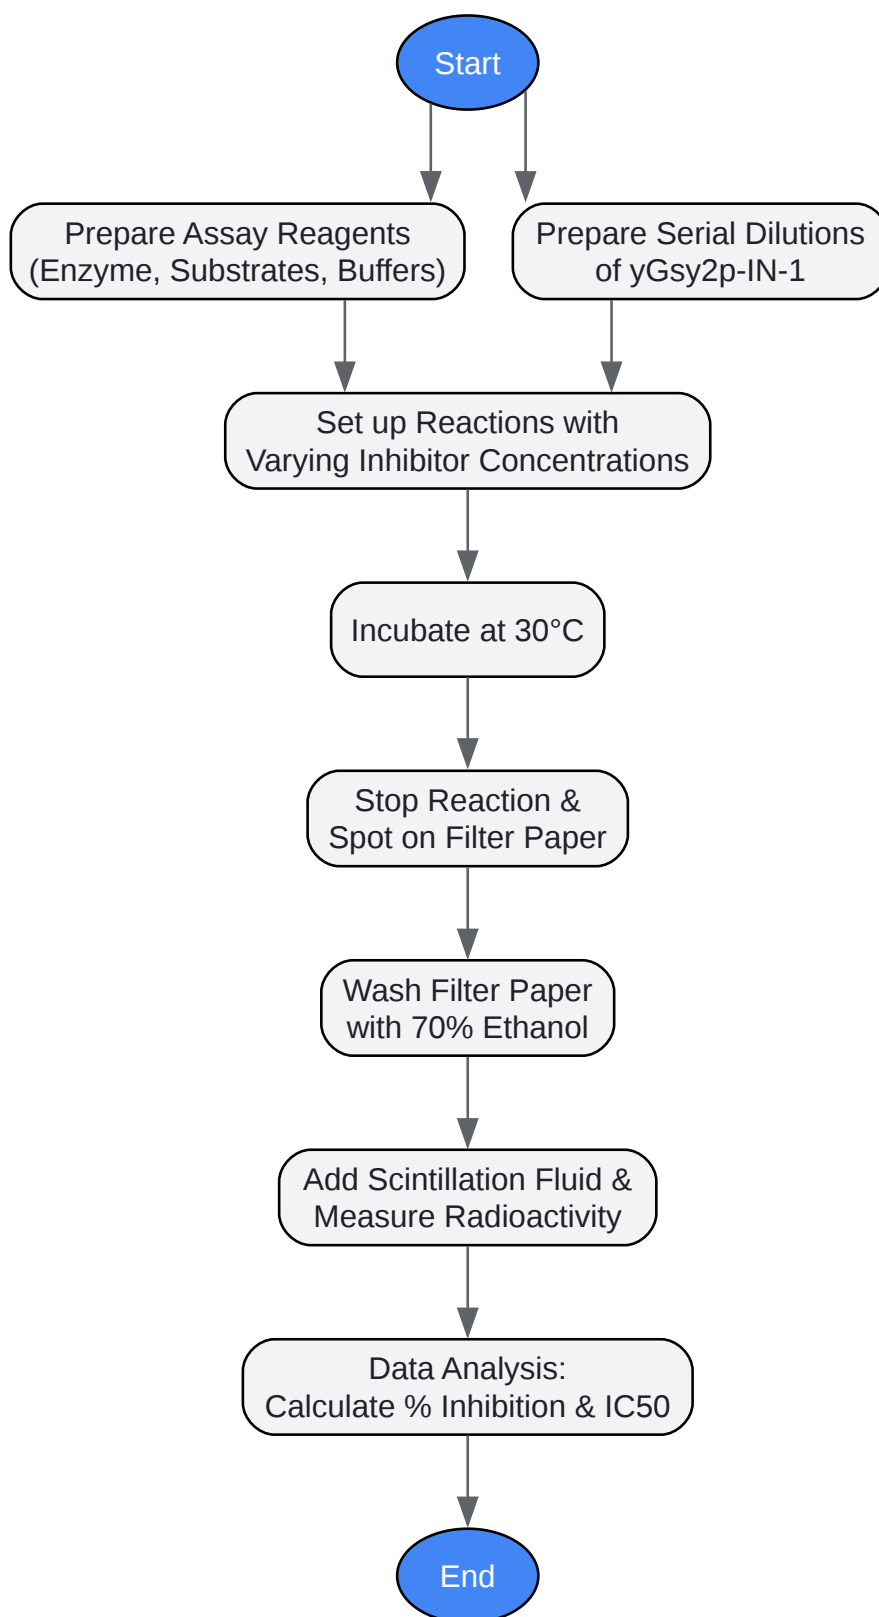 Start
Prepare Assay Reagents
(Enzyme, Substrates, Buffers)
Prepare Serial Dilutions
of yGsy2p-IN-1
Set up Reactions with
Varying Inhibitor Concentrations
Incubate at 30°C
Stop Reaction &
Spot on Filter Paper
Wash Filter Paper
with 70% Ethanol
Add Scintillation Fluid &
Measure Radioactivity
Data Analysis:
Calculate % Inhibition & IC50
End